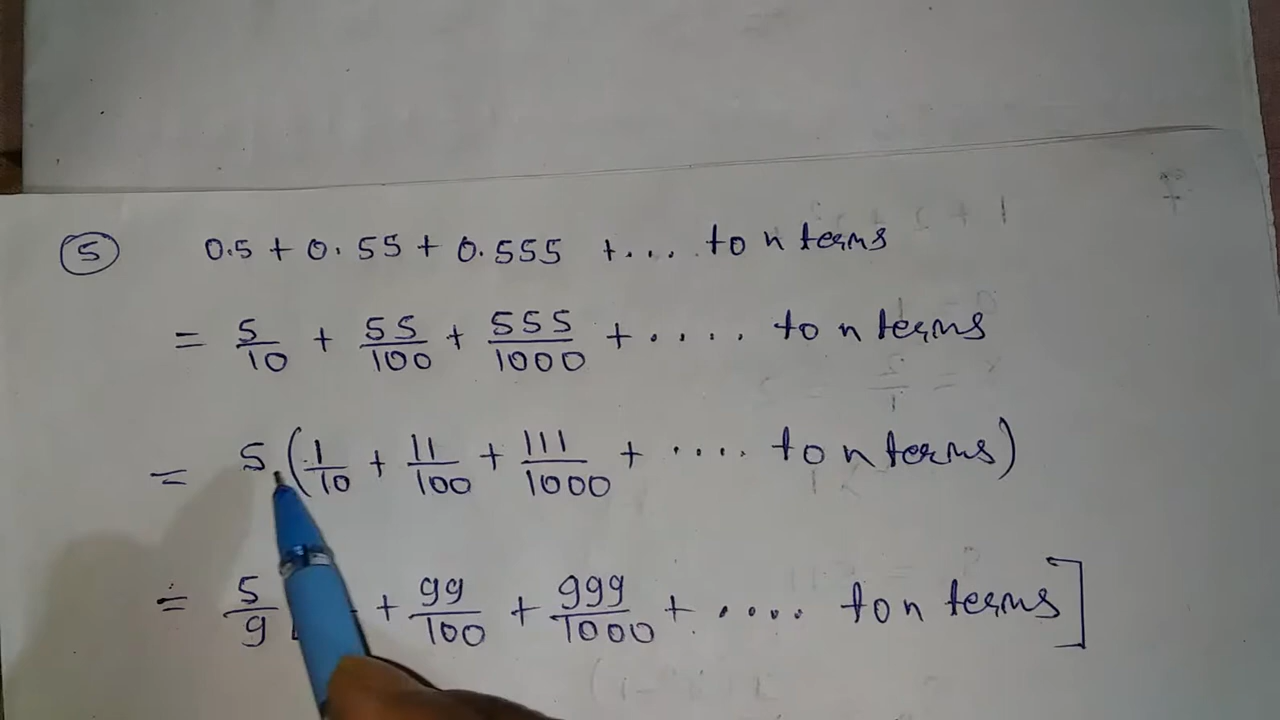 ⑤ 0.5 + 0.55 + 0.555 + ... to n terms
= 5/10 + 55/100 + 555/1000 + .... to n terms
= 5 (1/10 + 11/100 + 111/1000 + .... to n terms)
= 5/9 [ + 99/100 + 999/1000 + .... to n terms]